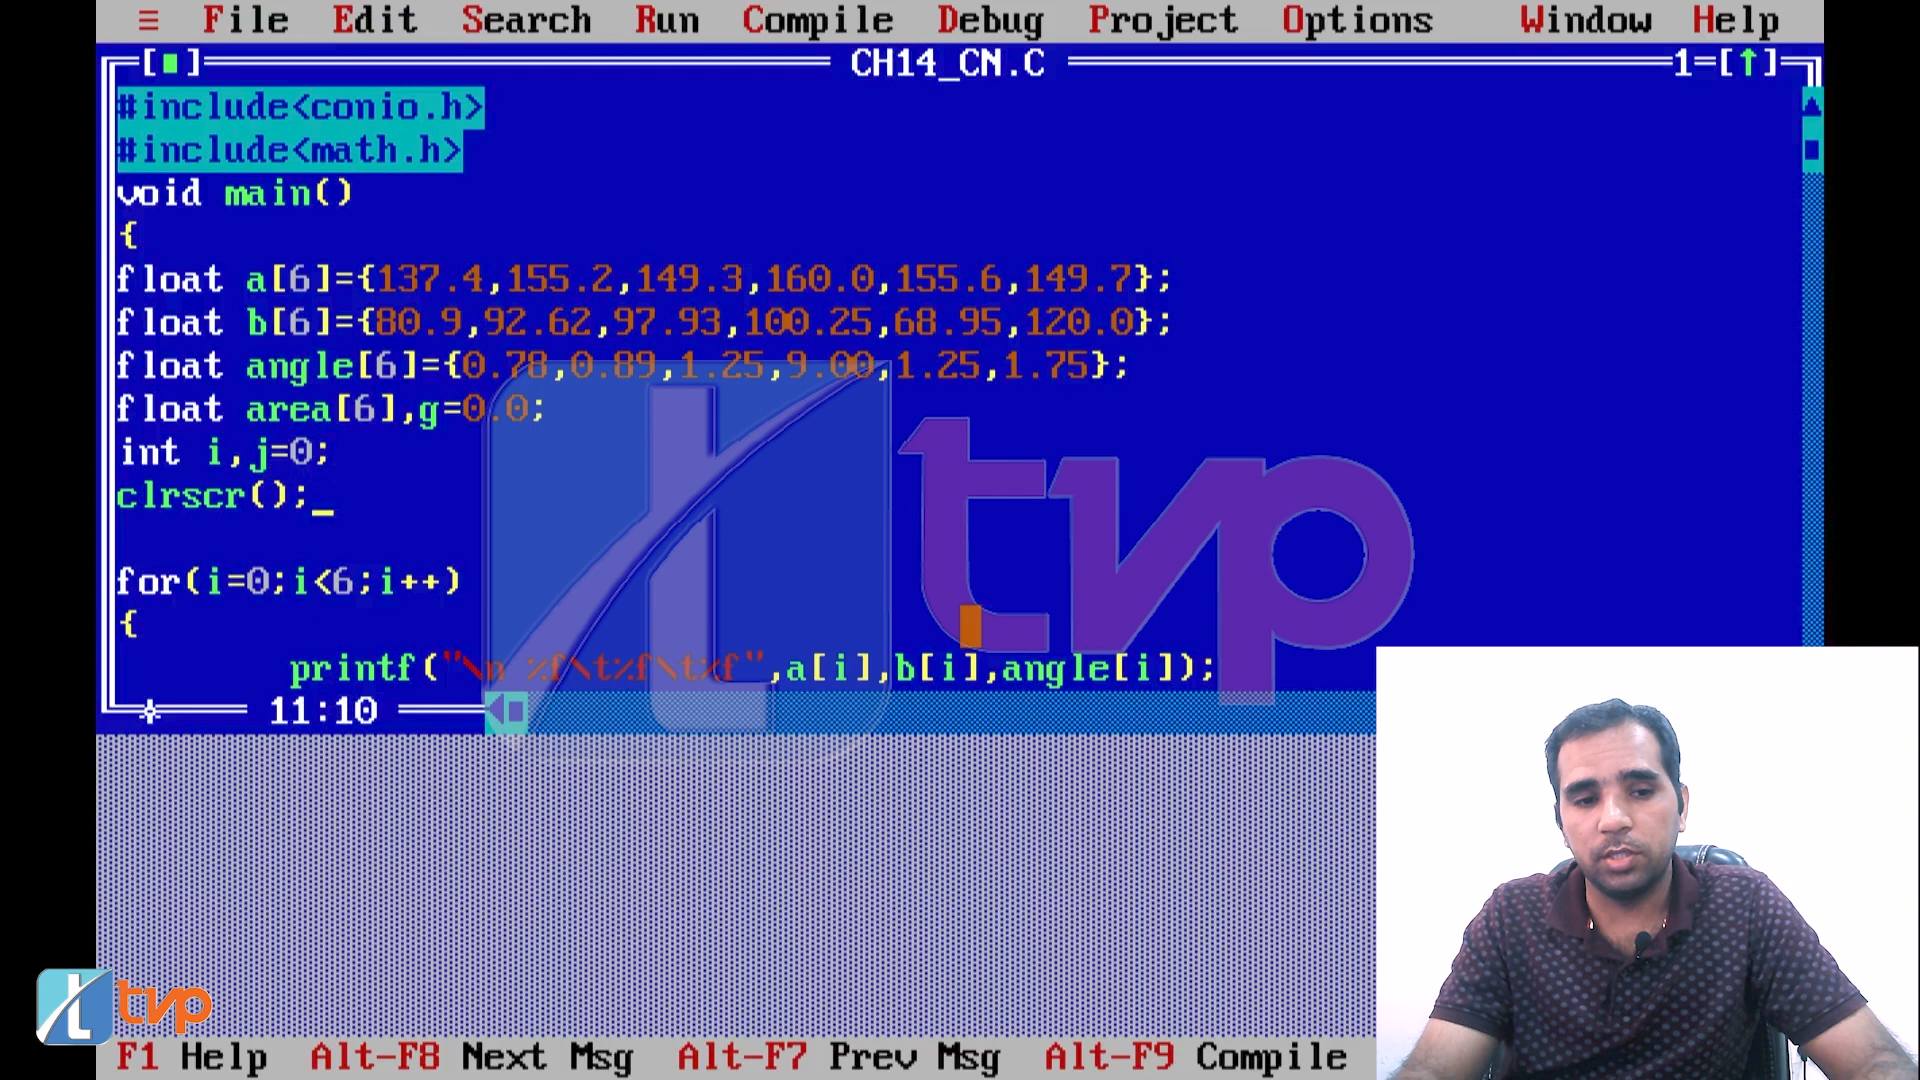 ≡ File Edit Search Run Compile Debug Project Options Window Help
[■] CH14_CN.C 1=[↑]
#include<conio.h>
#include<math.h>
void main()
{
float a[6]={137.4,155.2,149.3,160.0,155.6,149.7};
float b[6]={80.9,92.62,97.93,100.25,68.95,120.0};
float angle[6]={0.78,0.89,1.25,9.00,1.25,1.75};
float area[6],g=0.0;
int i,j=0;
clrscr();_
for(i=0;i<6;i++)
{
printf("\n %f\t%f\t%f",a[i],b[i],angle[i]);
11:10
t tvp
t tvp
F1 Help Alt-F8 Next Msg Alt-F7 Prev Msg Alt-F9 Compile